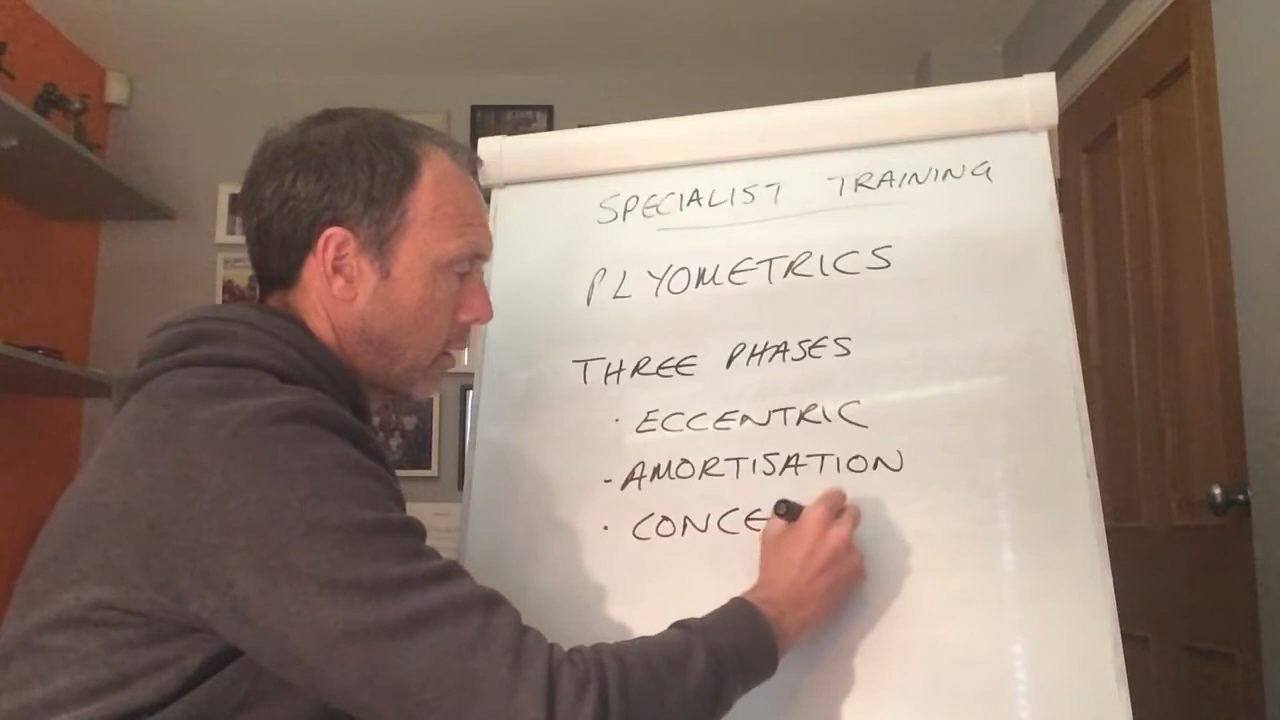 SPECIALIST TRAINING
PLYOMETRICS
THREE PHASES
· ECCENTRIC
- AMORTISATION
· CONCE